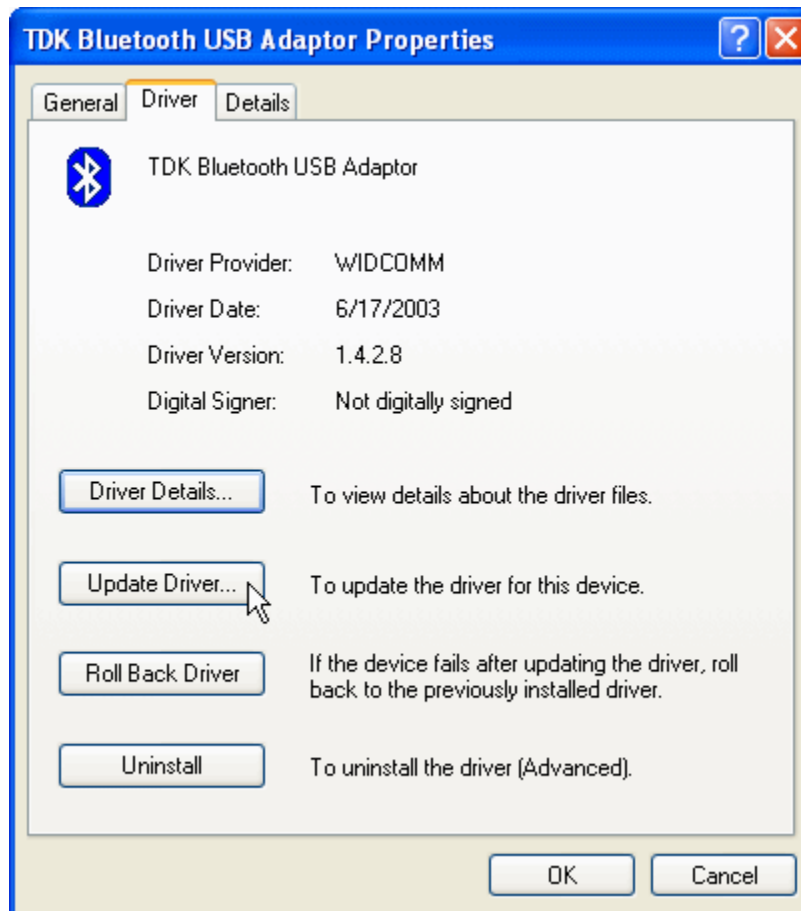 TDK Bluetooth USB Adaptor Properties
General Driver Details
TDK Bluetooth USB Adaptor
Driver Provider: WIDCOMM
Driver Date: 6/17/2003
Driver Version: 1.4.2.8
Digital Signer: Not digitally signed
Driver Details... To view details about the driver files.
Update Driver... To update the driver for this device.
Roll Back Driver If the device fails after updating the driver, roll
back to the previously installed driver.
Uninstall To uninstall the driver (Advanced).
OK Cancel